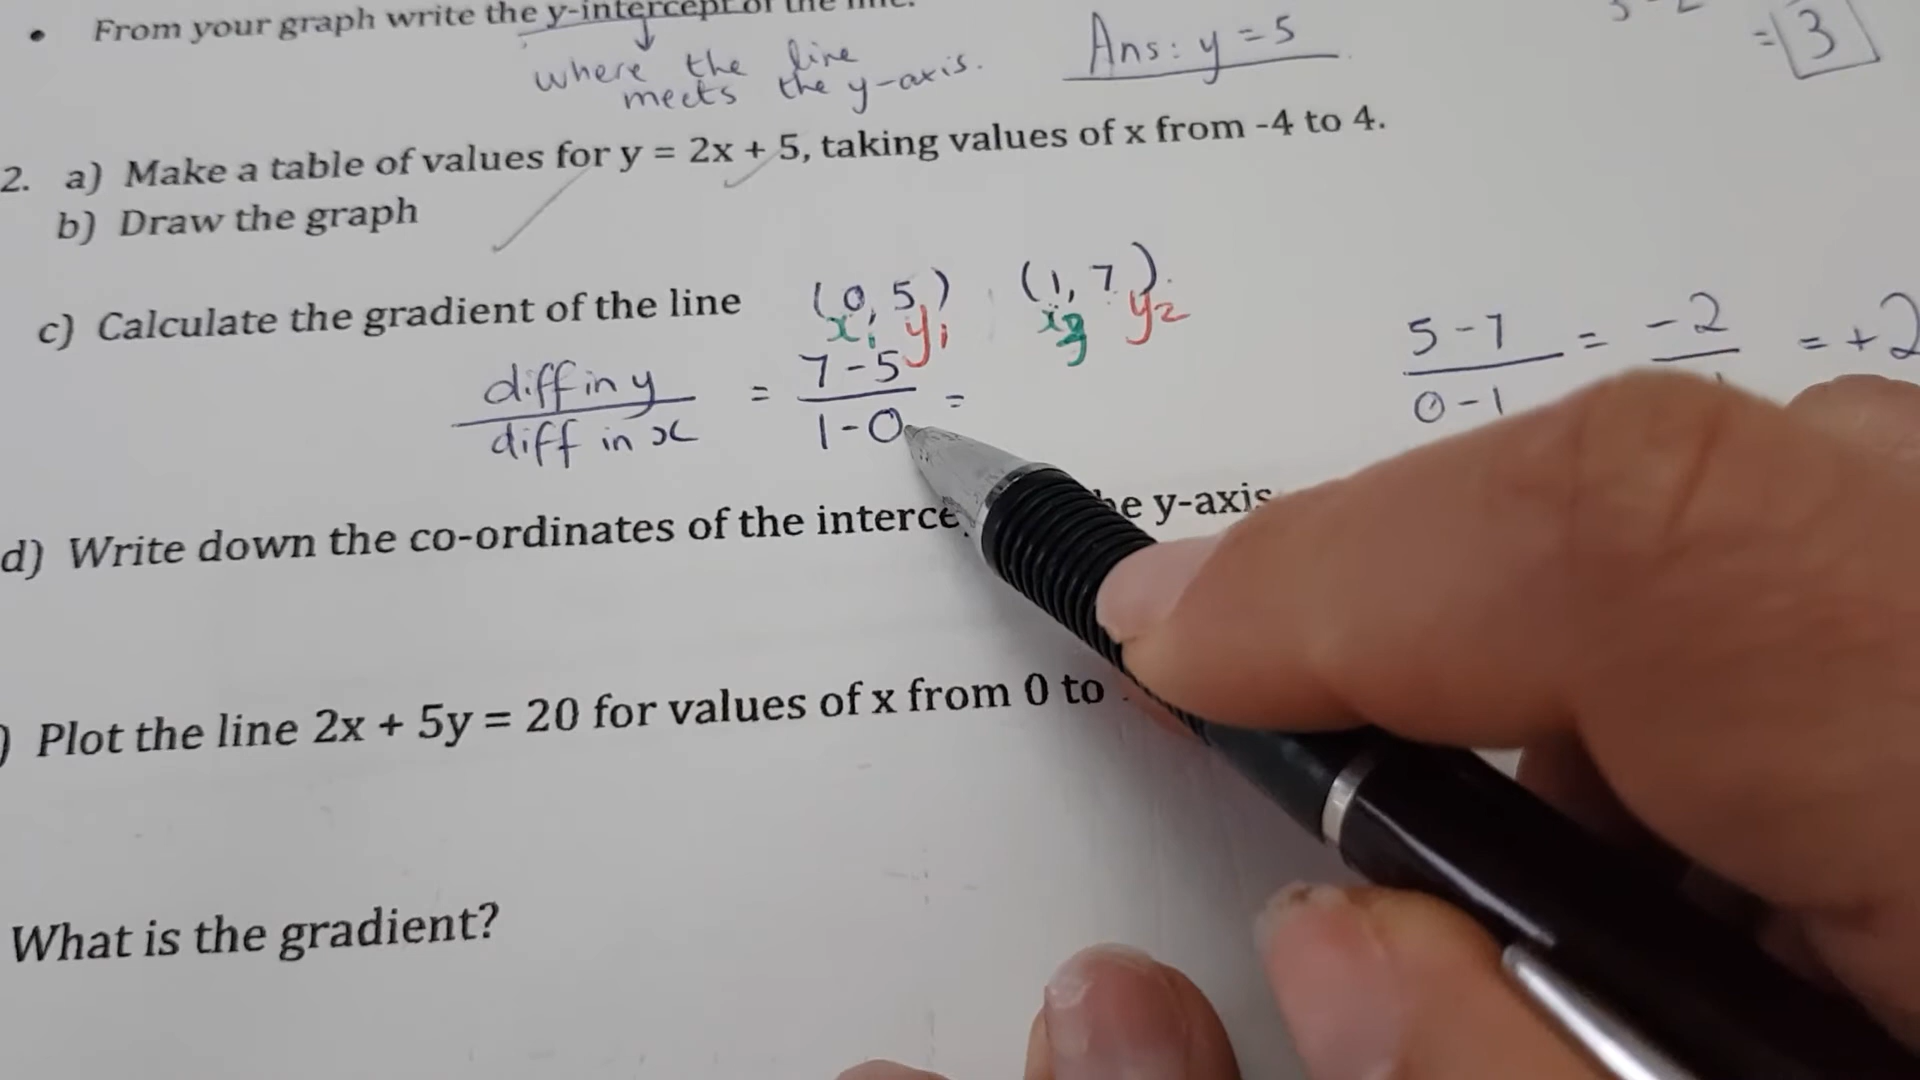 • From your graph write the y-intercept of the line.
where the line
meets the y-axis.
Ans: y = 5
= 3
2. a) Make a table of values for y = 2x + 5, taking values of x from -4 to 4.
b) Draw the graph
c) Calculate the gradient of the line (0, 5) (1, 7).
x₁ y₁ x₂ y₂
diff in y / diff in x = 7-5 / 1-0 =
5-7 / 0-1 = -2 / 1 = +2
d) Write down the co-ordinates of the y-axis
) Plot the line 2x + 5y = 20 for values of x from 0 to
What is the gradient?